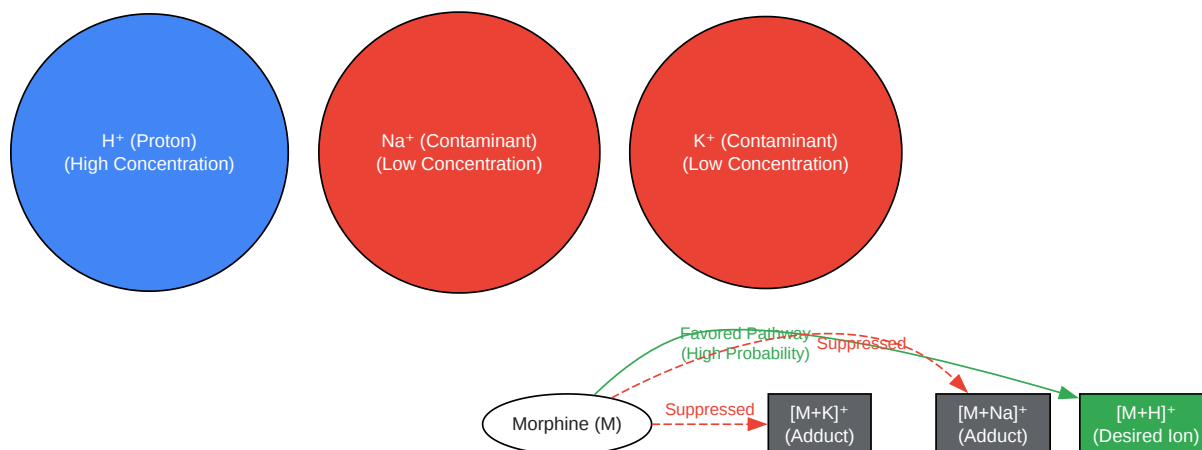 H⁺ (Proton)
(High Concentration)
Na⁺ (Contaminant)
(Low Concentration)
K⁺ (Contaminant)
(Low Concentration)
Favored Pathway
(High Probability)
Suppressed
Suppressed
Morphine (M)
[M+K]⁺
(Adduct)
[M+Na]⁺
(Adduct)
[M+H]⁺
(Desired Ion)